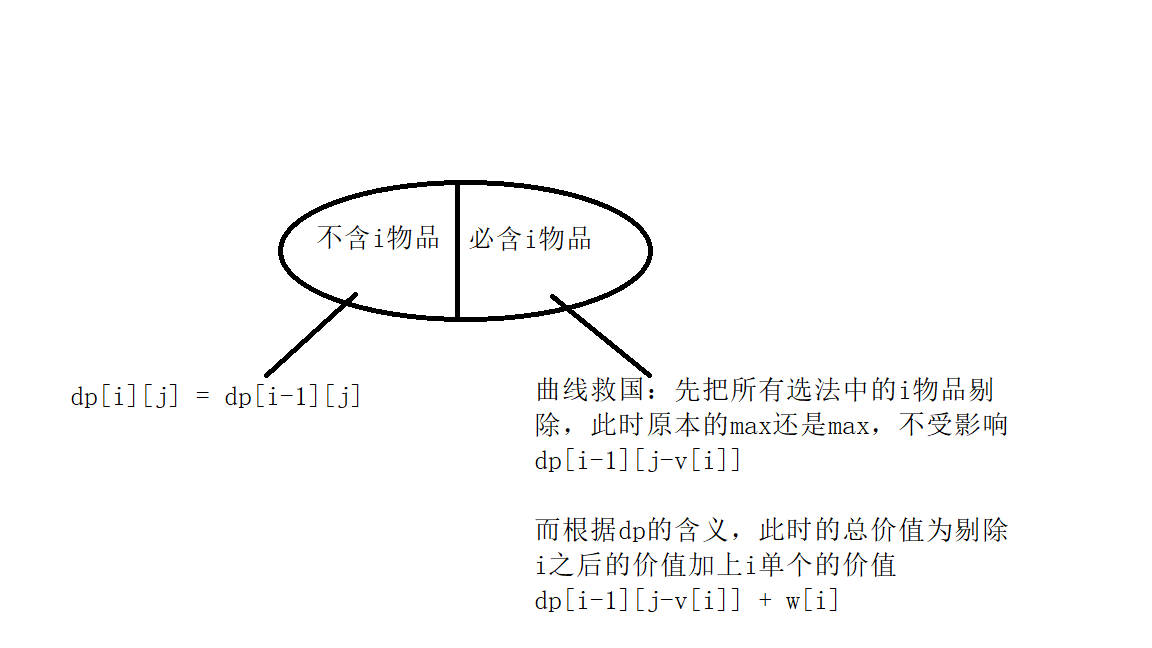 不含i物品
必含i物品
dp[i][j] = dp[i-1][j]
曲线救国：先把所有选法中的i物品剔
除，此时原本的max还是max，不受影响
dp[i-1][j-v[i]]
而根据dp的含义，此时的总价值为剔除
i之后的价值加上i单个的价值
dp[i-1][j-v[i]] + w[i]